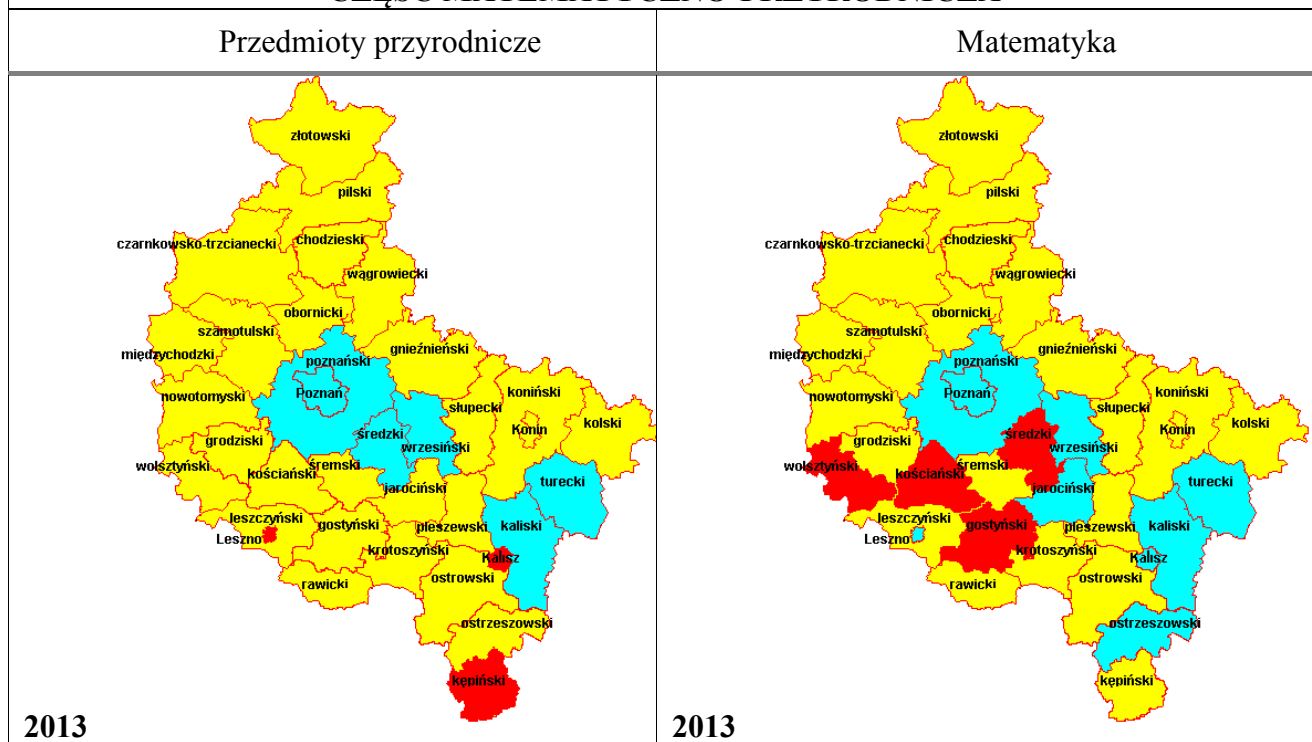 Przedmioty przyrodnicze
Matematyka
złotowski
pilski
czarnkowsko-trzcianecki
chodzieski
wągrowiecki
obornicki
szamotulski
międzychodzki
poznański
gnieźnieński
Poznań
nowotomyski
koniński
słupecki
Konin
kolski
grodziski
średzki
wrzesiński
wolsztyński
kościański
śremski
jarociński
turecki
leszczyński
gostyński
pleszewski
kaliski
Leszno
krotoszyński
Kalisz
rawicki
ostrowski
ostrzeszowski
kępiński
2013
złotowski
pilski
czarnkowsko-trzcianecki
chodzieski
wągrowiecki
obornicki
szamotulski
międzychodzki
poznański
gnieźnieński
Poznań
nowotomyski
koniński
słupecki
Konin
kolski
grodziski
średzki
wrzesiński
wolsztyński
kościański
śremski
jarociński
turecki
leszczyński
gostyński
pleszewski
kaliski
Leszno
krotoszyński
Kalisz
rawicki
ostrowski
ostrzeszowski
kępiński
2013